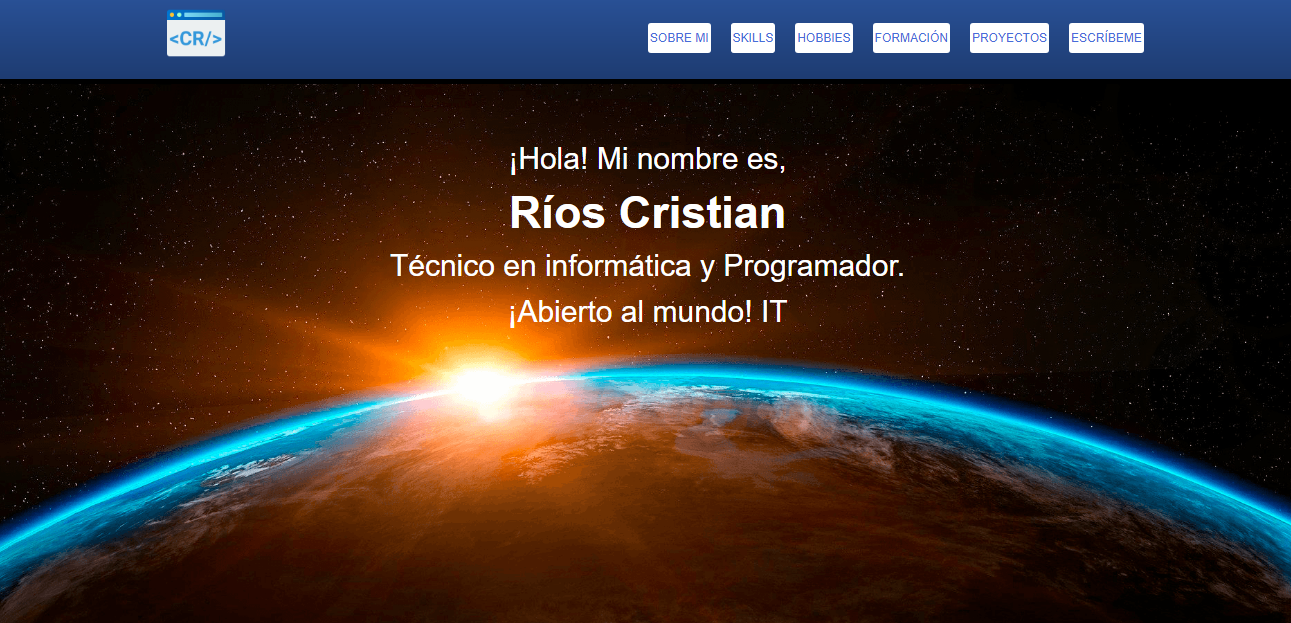 <CR/>
SOBRE MI SKILLS HOBBIES FORMACIÓN PROYECTOS ESCRÍBEME
¡Hola! Mi nombre es,
Ríos Cristian
Técnico en informática y Programador.
¡Abierto al mundo! IT